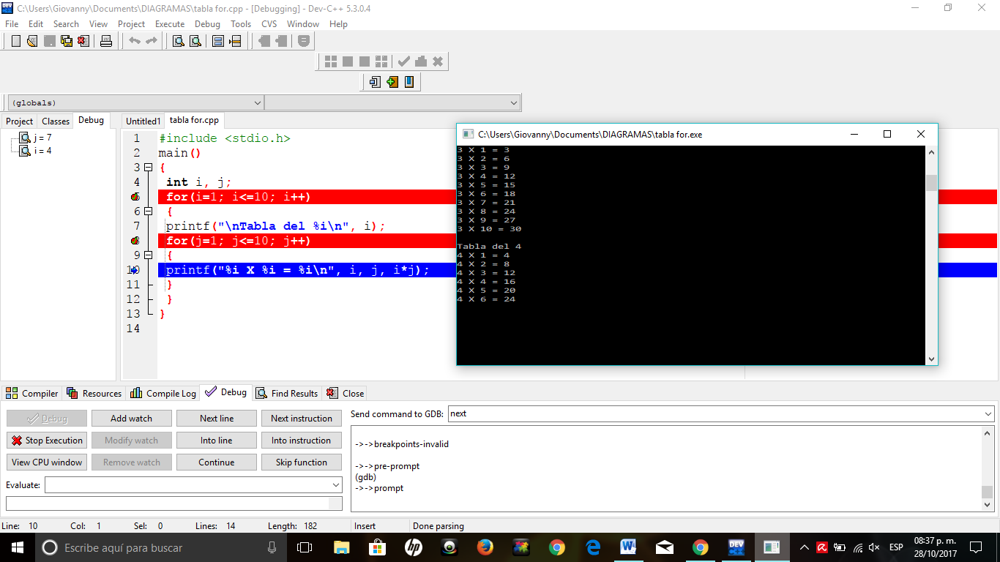 C:\Users\Giovanny\Documents\DIAGRAMAS\tabla for.cpp - [Debugging] - Dev-C++ 5.3.0.4
File Edit Search View Project Execute Debug Tools CVS Window Help
(globals)
Project Classes Debug
j = 7
i = 4
Untitled1 tabla for.cpp
1 #include <stdio.h>
2 main()
3 {
4 int i, j;
5 for(i=1; i<=10; i++)
6 {
7 printf("\nTabla del %i\n", i);
8 for(j=1; j<=10; j++)
9 {
10 printf("%i X %i = %i\n", i, j, i*j);
11 }
12 }
13 }
14
C:\Users\Giovanny\Documents\DIAGRAMAS\tabla for.exe
3 X 1 = 3
3 X 2 = 6
3 X 3 = 9
3 X 4 = 12
3 X 5 = 15
3 X 6 = 18
3 X 7 = 21
3 X 8 = 24
3 X 9 = 27
3 X 10 = 30
Tabla del 4
4 X 1 = 4
4 X 2 = 8
4 X 3 = 12
4 X 4 = 16
4 X 5 = 20
4 X 6 = 24
Compiler Resources Compile Log Debug Find Results Close
Debug Add watch Next line Next instruction
Stop Execution Modify watch Into line Into instruction
View CPU window Remove watch Continue Skip function
Evaluate:
Send command to GDB: next
->->breakpoints-invalid
->->pre-prompt
(gdb)
->->prompt
Line: 10 Col: 1 Sel: 0 Lines: 14 Length: 182 Insert Done parsing
Escribe aquí para buscar
hp
DEV
ESP
08:37 p. m.
28/10/2017